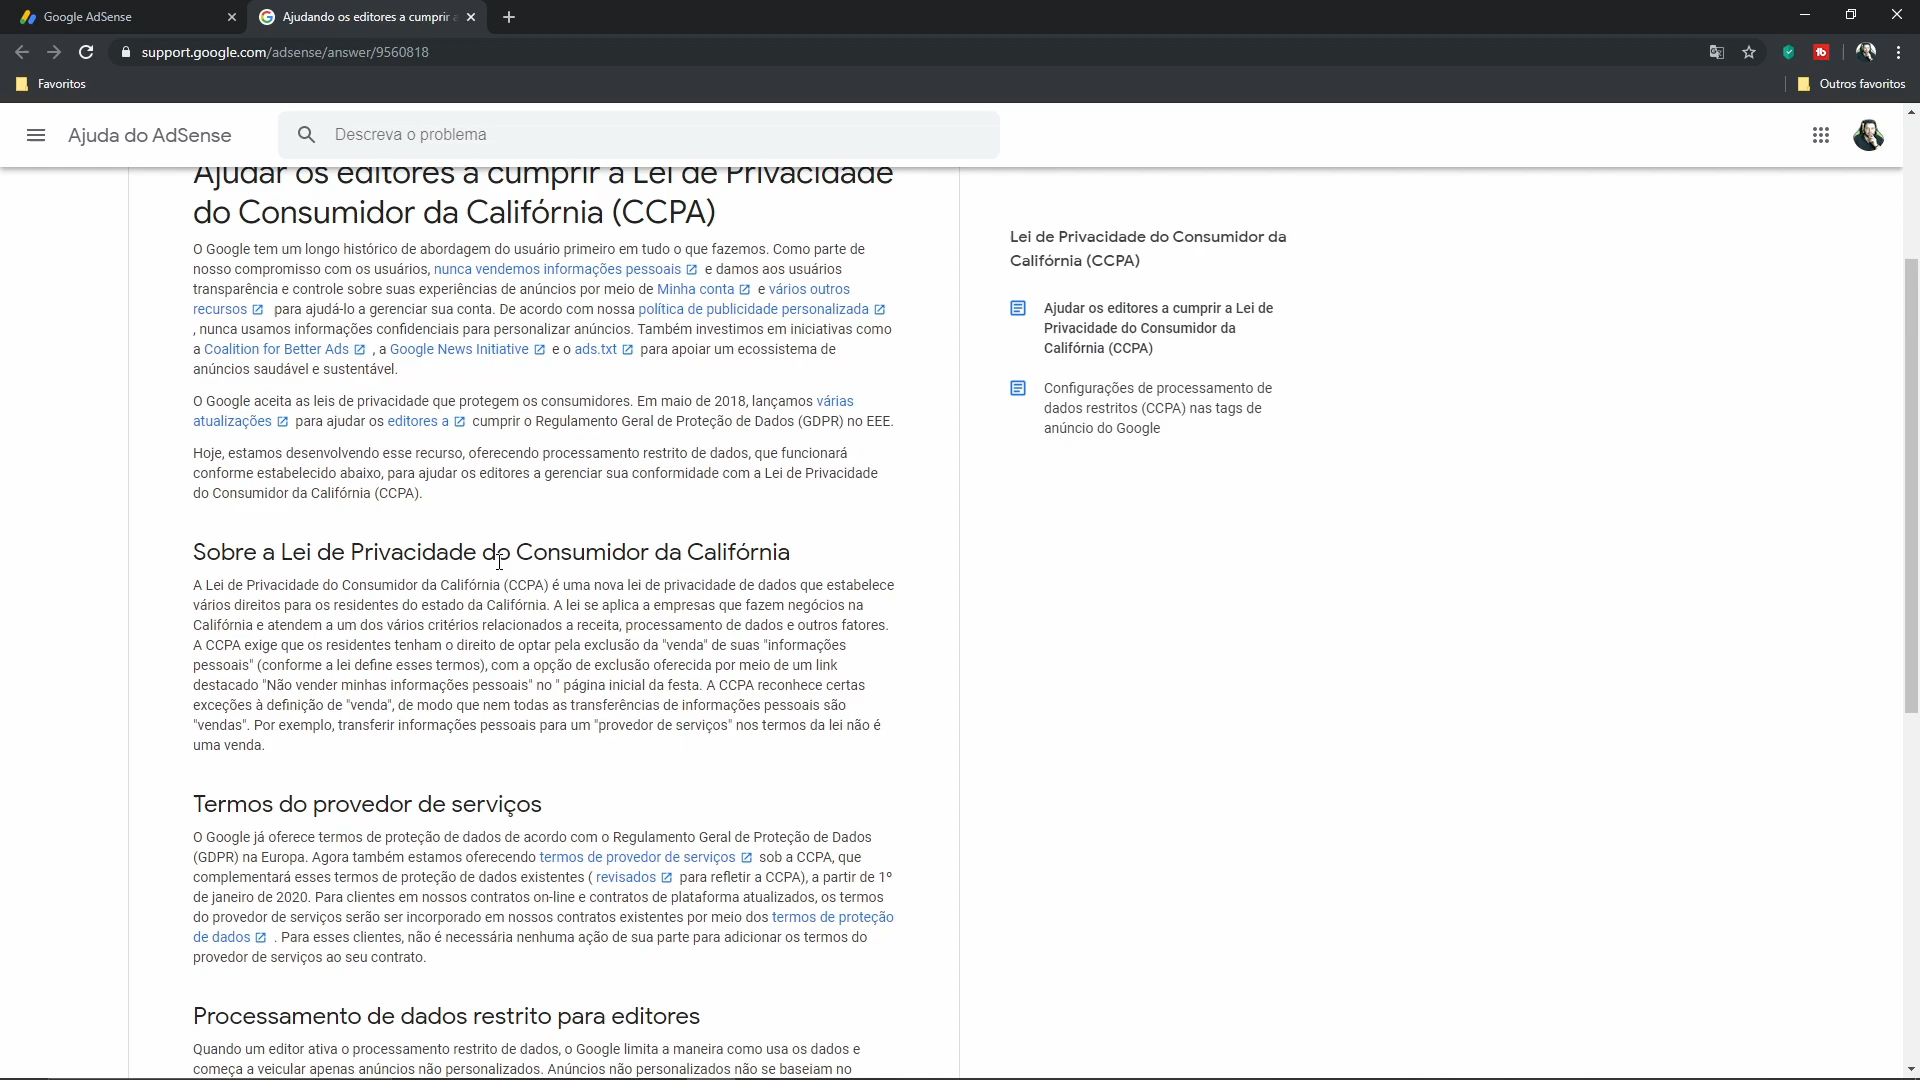 Google AdSense
Ajudando os editores a cumprir a
support.google.com/adsense/answer/9560818
Favoritos
Outros favoritos
Ajuda do AdSense
Descreva o problema
Ajudar os editores a cumprir a Lei de Privacidade
do Consumidor da Califórnia (CCPA)
O Google tem um longo histórico de abordagem do usuário primeiro em tudo o que fazemos. Como parte de
nosso compromisso com os usuários, nunca vendemos informações pessoais e damos aos usuários
transparência e controle sobre suas experiências de anúncios por meio de Minha conta e vários outros
recursos para ajudá-lo a gerenciar sua conta. De acordo com nossa política de publicidade personalizada
, nunca usamos informações confidenciais para personalizar anúncios. Também investimos em iniciativas como
a Coalition for Better Ads , a Google News Initiative e o ads.txt para apoiar um ecossistema de
anúncios saudável e sustentável.
O Google aceita as leis de privacidade que protegem os consumidores. Em maio de 2018, lançamos várias
atualizações para ajudar os editores a cumprir o Regulamento Geral de Proteção de Dados (GDPR) no EEE.
Hoje, estamos desenvolvendo esse recurso, oferecendo processamento restrito de dados, que funcionará
conforme estabelecido abaixo, para ajudar os editores a gerenciar sua conformidade com a Lei de Privacidade
do Consumidor da Califórnia (CCPA).
Sobre a Lei de Privacidade do Consumidor da Califórnia
A Lei de Privacidade do Consumidor da Califórnia (CCPA) é uma nova lei de privacidade de dados que estabelece
vários direitos para os residentes do estado da Califórnia. A lei se aplica a empresas que fazem negócios na
Califórnia e atendem a um dos vários critérios relacionados a receita, processamento de dados e outros fatores.
A CCPA exige que os residentes tenham o direito de optar pela exclusão da "venda" de suas "informações
pessoais" (conforme a lei define esses termos), com a opção de exclusão oferecida por meio de um link
destacado "Não vender minhas informações pessoais" no " página inicial da festa. A CCPA reconhece certas
exceções à definição de "venda", de modo que nem todas as transferências de informações pessoais são
"vendas". Por exemplo, transferir informações pessoais para um "provedor de serviços" nos termos da lei não é
uma venda.
Termos do provedor de serviços
O Google já oferece termos de proteção de dados de acordo com o Regulamento Geral de Proteção de Dados
(GDPR) na Europa. Agora também estamos oferecendo termos de provedor de serviços sob a CCPA, que
complementará esses termos de proteção de dados existentes ( revisados para refletir a CCPA), a partir de 1º
de janeiro de 2020. Para clientes em nossos contratos on-line e contratos de plataforma atualizados, os termos
do provedor de serviços serão ser incorporado em nossos contratos existentes por meio dos termos de proteção
de dados . Para esses clientes, não é necessária nenhuma ação de sua parte para adicionar os termos do
provedor de serviços ao seu contrato.
Processamento de dados restrito para editores
Quando um editor ativa o processamento restrito de dados, o Google limita a maneira como usa os dados e
começa a veicular apenas anúncios não personalizados. Anúncios não personalizados não se baseiam no
Lei de Privacidade do Consumidor da
Califórnia (CCPA)
Ajudar os editores a cumprir a Lei de
Privacidade do Consumidor da
Califórnia (CCPA)
Configurações de processamento de
dados restritos (CCPA) nas tags de
anúncio do Google